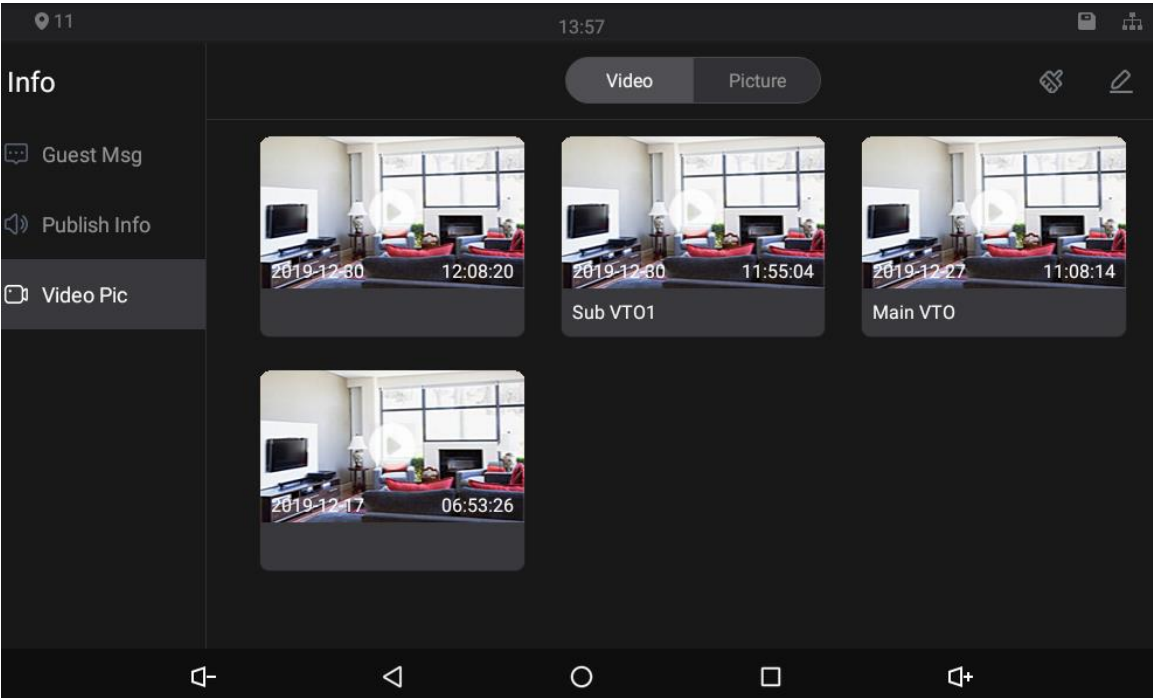 11
13:57
Info
Video
Picture
Guest Msg
Publish Info
Video Pic
2019-12-30 12:08:20
2019-12-30 11:55:04
Sub VTO1
2019-12-27 11:08:14
Main VTO
2019-12-17 06:53:26